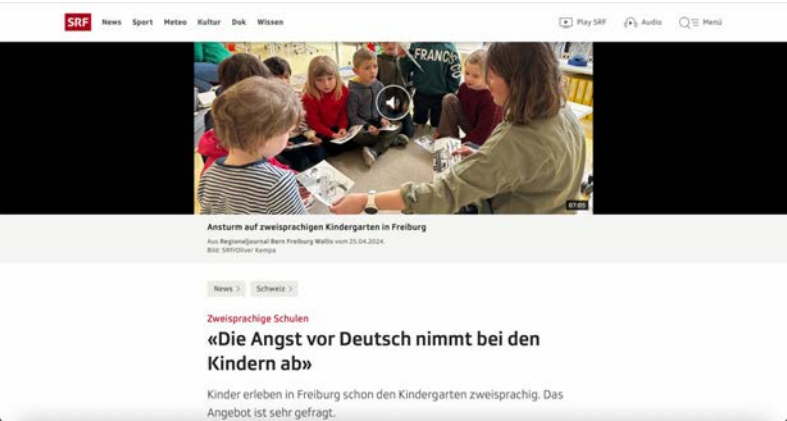 SRF News Sport Meteo Kultur Dok Wissen Play SRF Audio Menü
FRANCIS
07:05
Ansturm auf zweisprachigen Kindergarten in Freiburg
Aus Regionaljournal Bern Freiburg Wallis vom 25.04.2024.
Bild: SRF/Oliver Kempa
News > Schweiz >
Zweisprachige Schulen
«Die Angst vor Deutsch nimmt bei den
Kindern ab»
Kinder erleben in Freiburg schon den Kindergarten zweisprachig. Das
Angebot ist sehr gefragt.